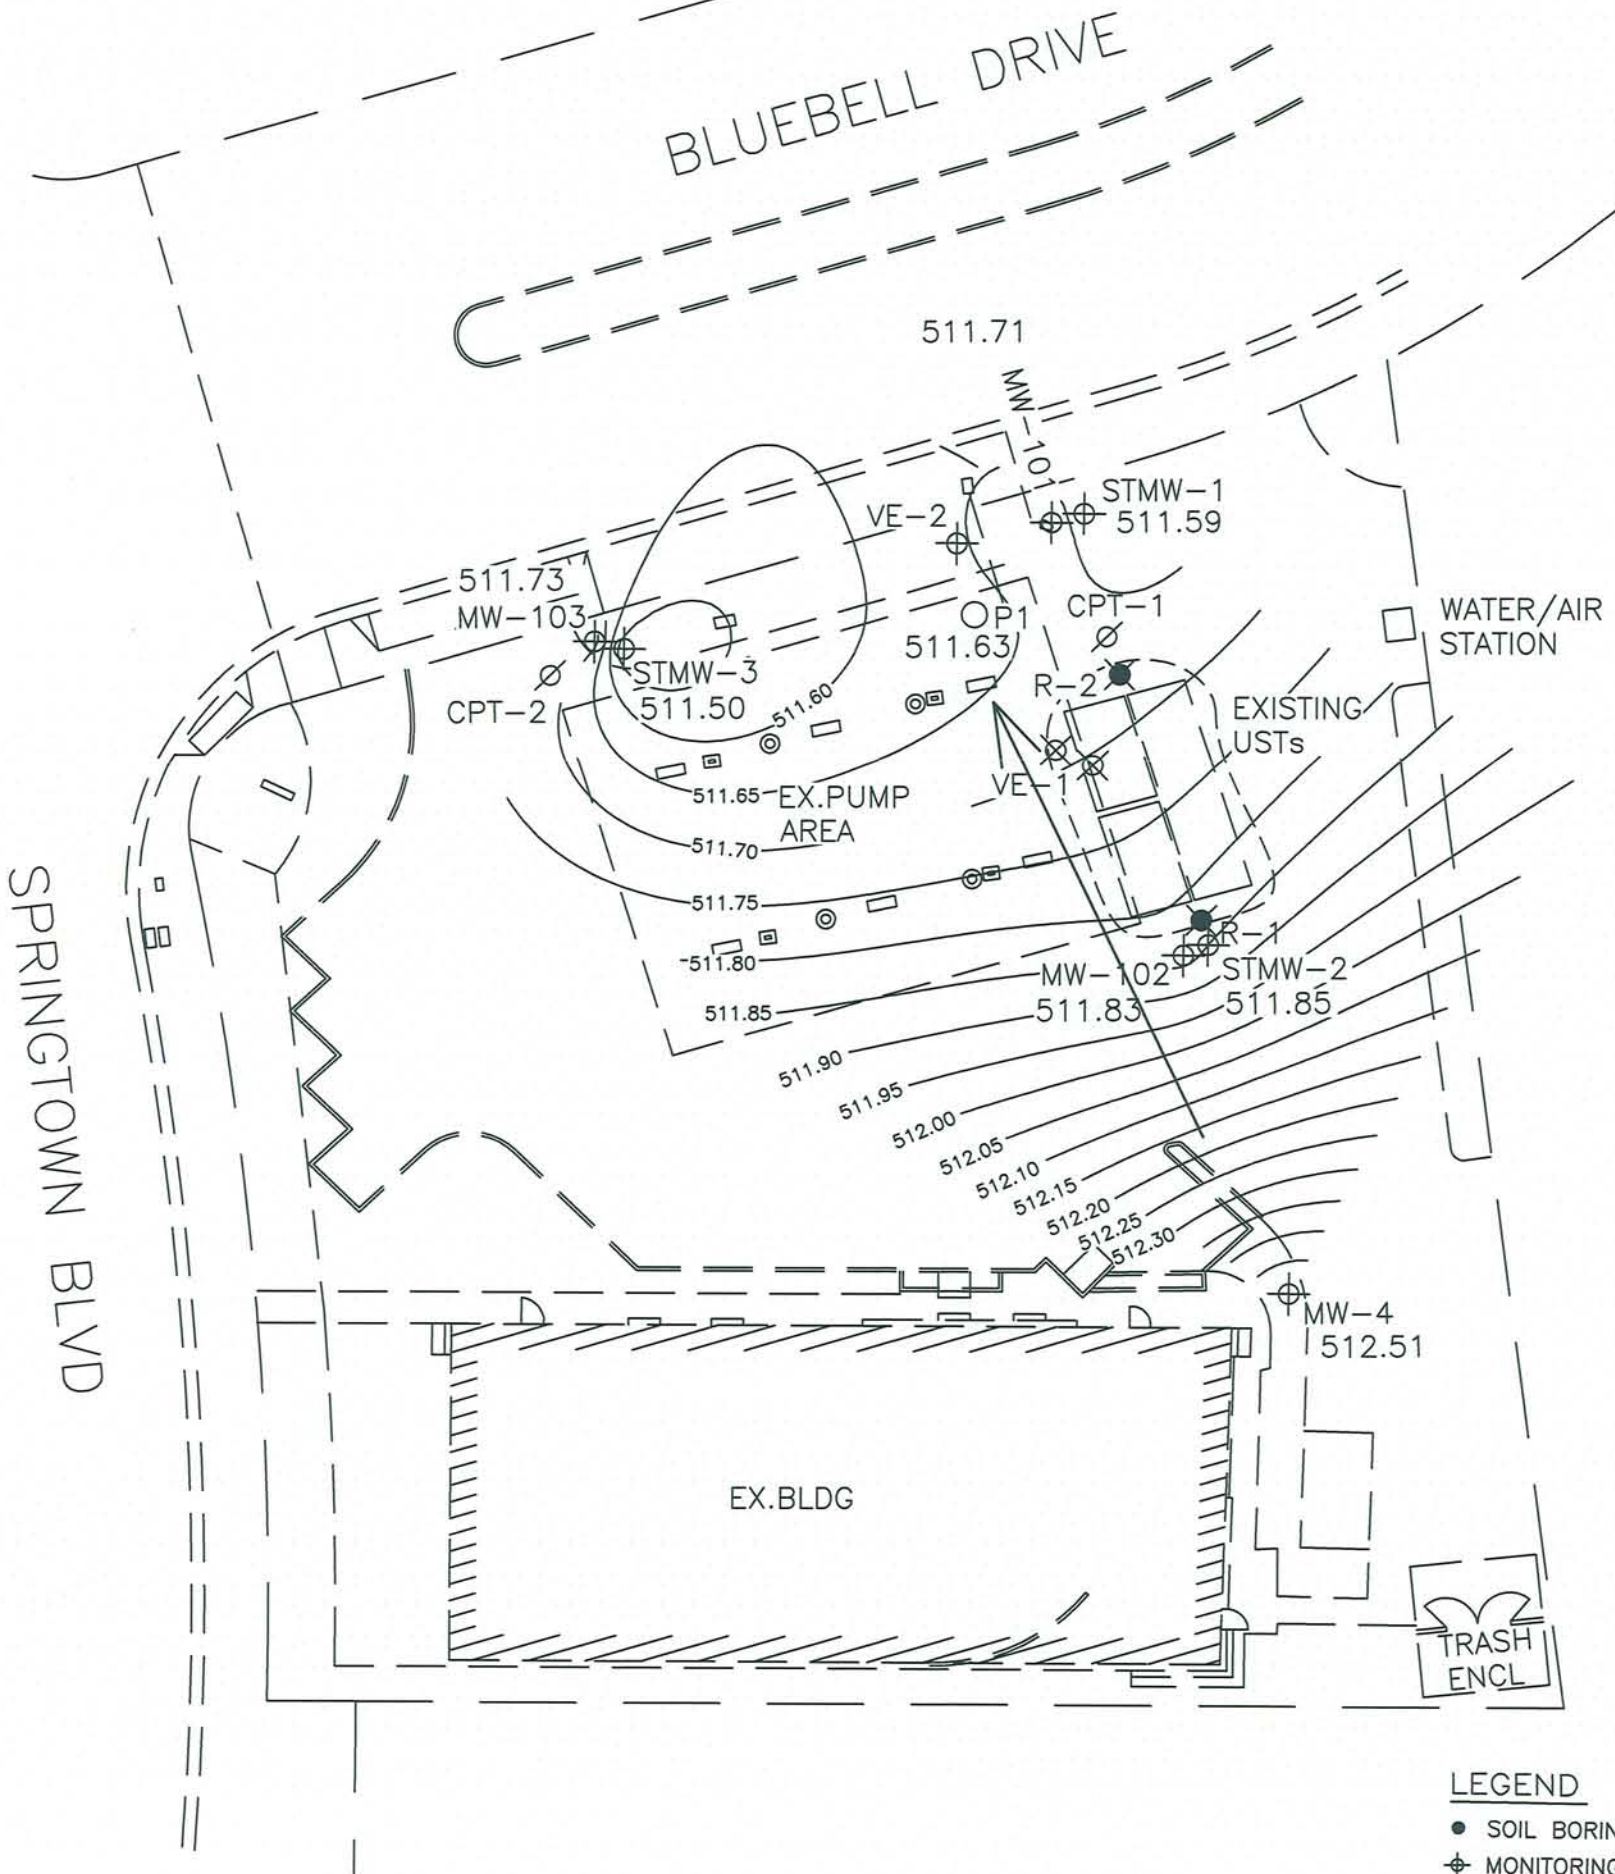 BLUEBELL DRIVE
511.71
MW-10
STMW-1
511.59
VE-2
511.73
MW-103
P1
511.63
CPT-1
WATER/AIR
STATION
STMW-3
511.50
CPT-2
R-2
511.60
EXISTING
USTs
VE-1
511.65
EX.PUMP
AREA
511.70
511.75
511.80
R-1
MW-102
511.83
STMW-2
511.85
511.85
511.90
511.95
512.00
512.05
512.10
512.15
512.20
512.25
512.30
SPRINGTOWN BLVD
MW-4
512.51
EX.BLDG
TRASH
ENCL
LEGEND
SOIL BORIN
MONITORING